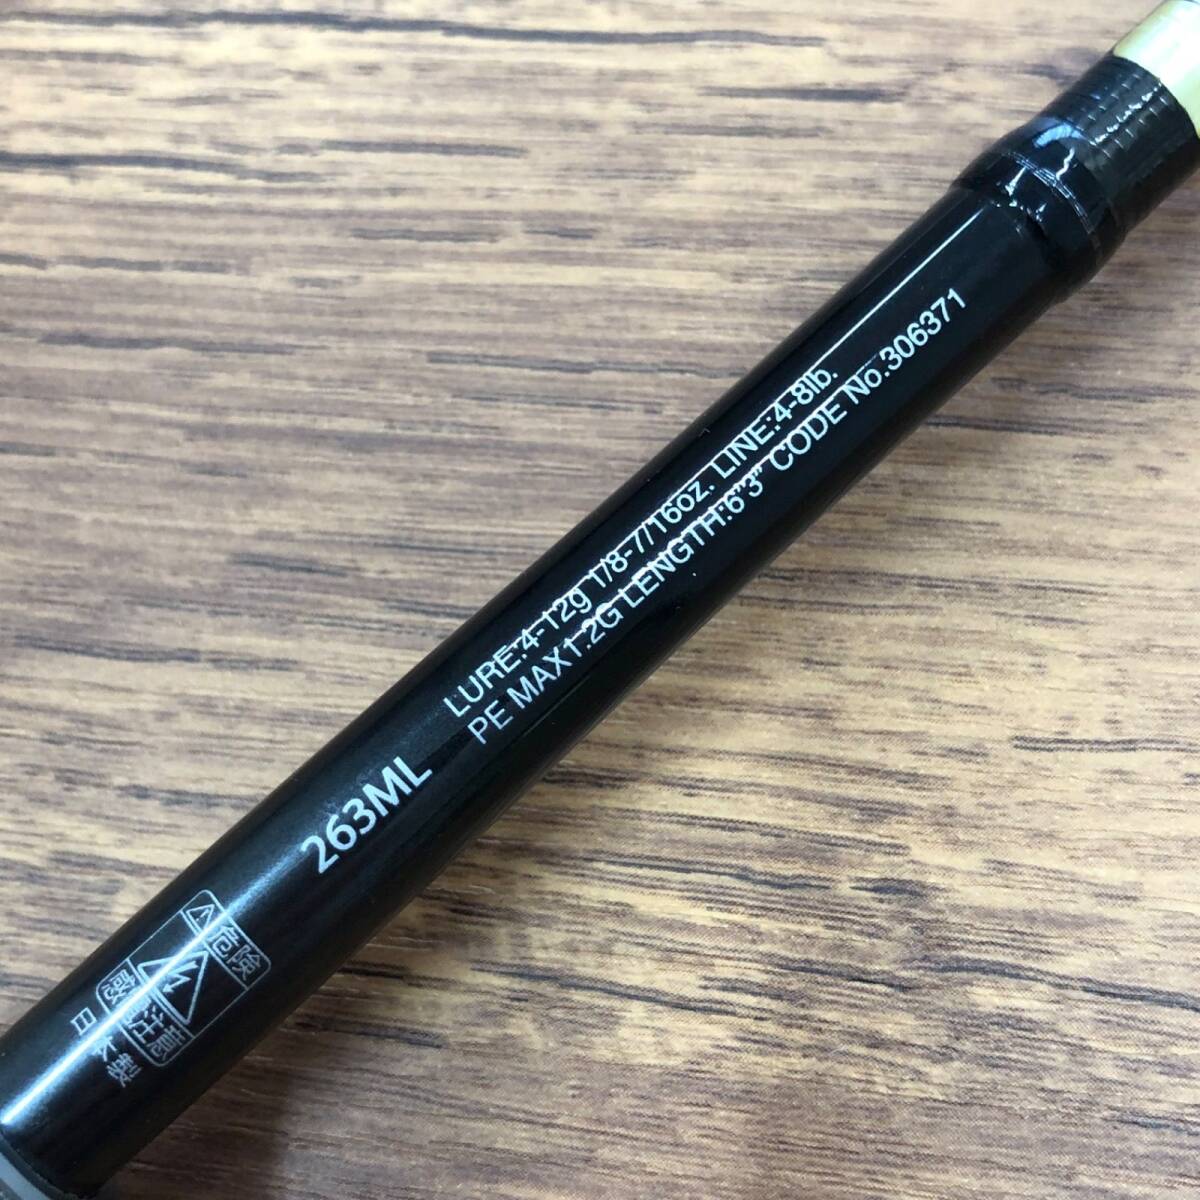 263ML
LURE:4-12g 1/8-7/16oz. LINE:4-8lb.
PE MAX1.2G LENGTH:6"3" CODE No.306371
危険
感電注意
日本製